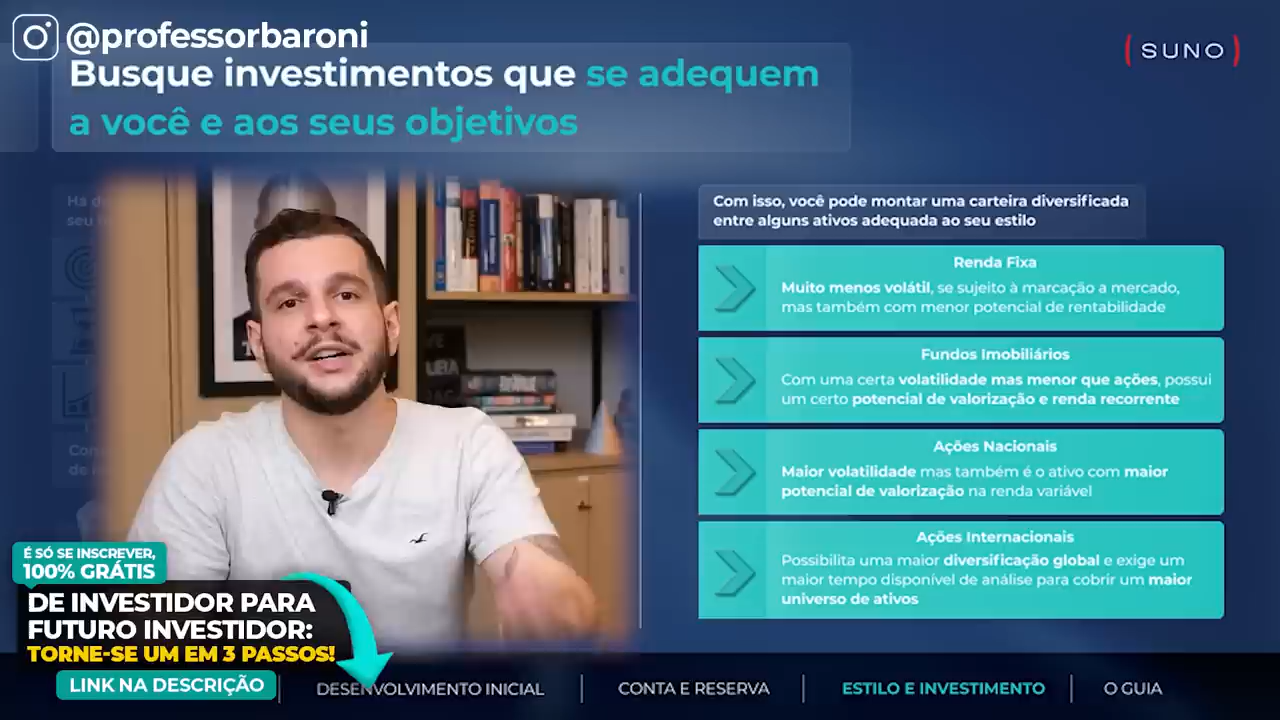 @professorbaroni
Busque investimentos que se adequem
a você e aos seus objetivos
( SUNO )
Com isso, você pode montar uma carteira diversificada
entre alguns ativos adequada ao seu estilo
Renda Fixa
Muito menos volátil, se sujeito à marcação a mercado,
mas também com menor potencial de rentabilidade
Fundos Imobiliários
Com uma certa volatilidade mas menor que ações, possui
um certo potencial de valorização e renda recorrente
Ações Nacionais
Maior volatilidade mas também é o ativo com maior
potencial de valorização na renda variável
Ações Internacionais
Possibilita uma maior diversificação global e exige um
maior tempo disponível de análise para cobrir um maior
universo de ativos
É SÓ SE INSCREVER,
100% GRÁTIS
DE INVESTIDOR PARA
FUTURO INVESTIDOR:
TORNE-SE UM EM 3 PASSOS!
LINK NA DESCRIÇÃO
DESENVOLVIMENTO INICIAL
CONTA E RESERVA
ESTILO E INVESTIMENTO
O GUIA